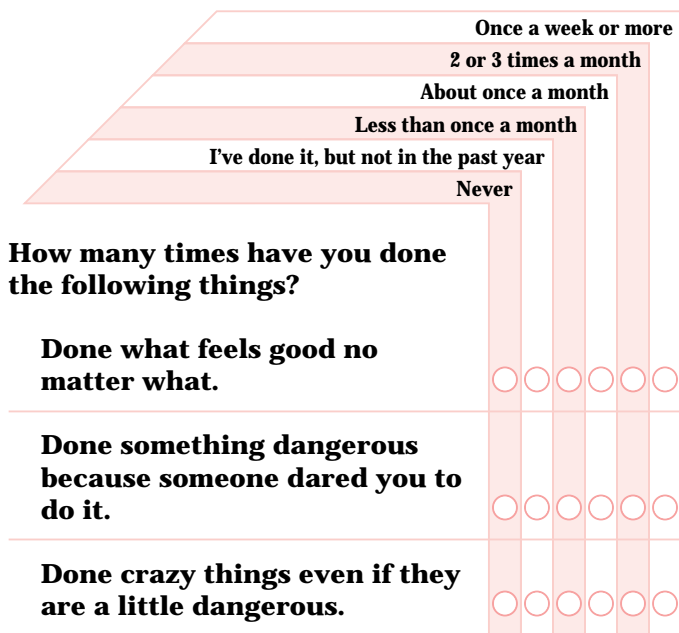 Once a week or more
2 or 3 times a month
About once a month
Less than once a month
I've done it, but not in the past year
Never
How many times have you done
the following things?
Done what feels good no
matter what.
Done something dangerous
because someone dared you to
do it.
Done crazy things even if they
are a little dangerous.